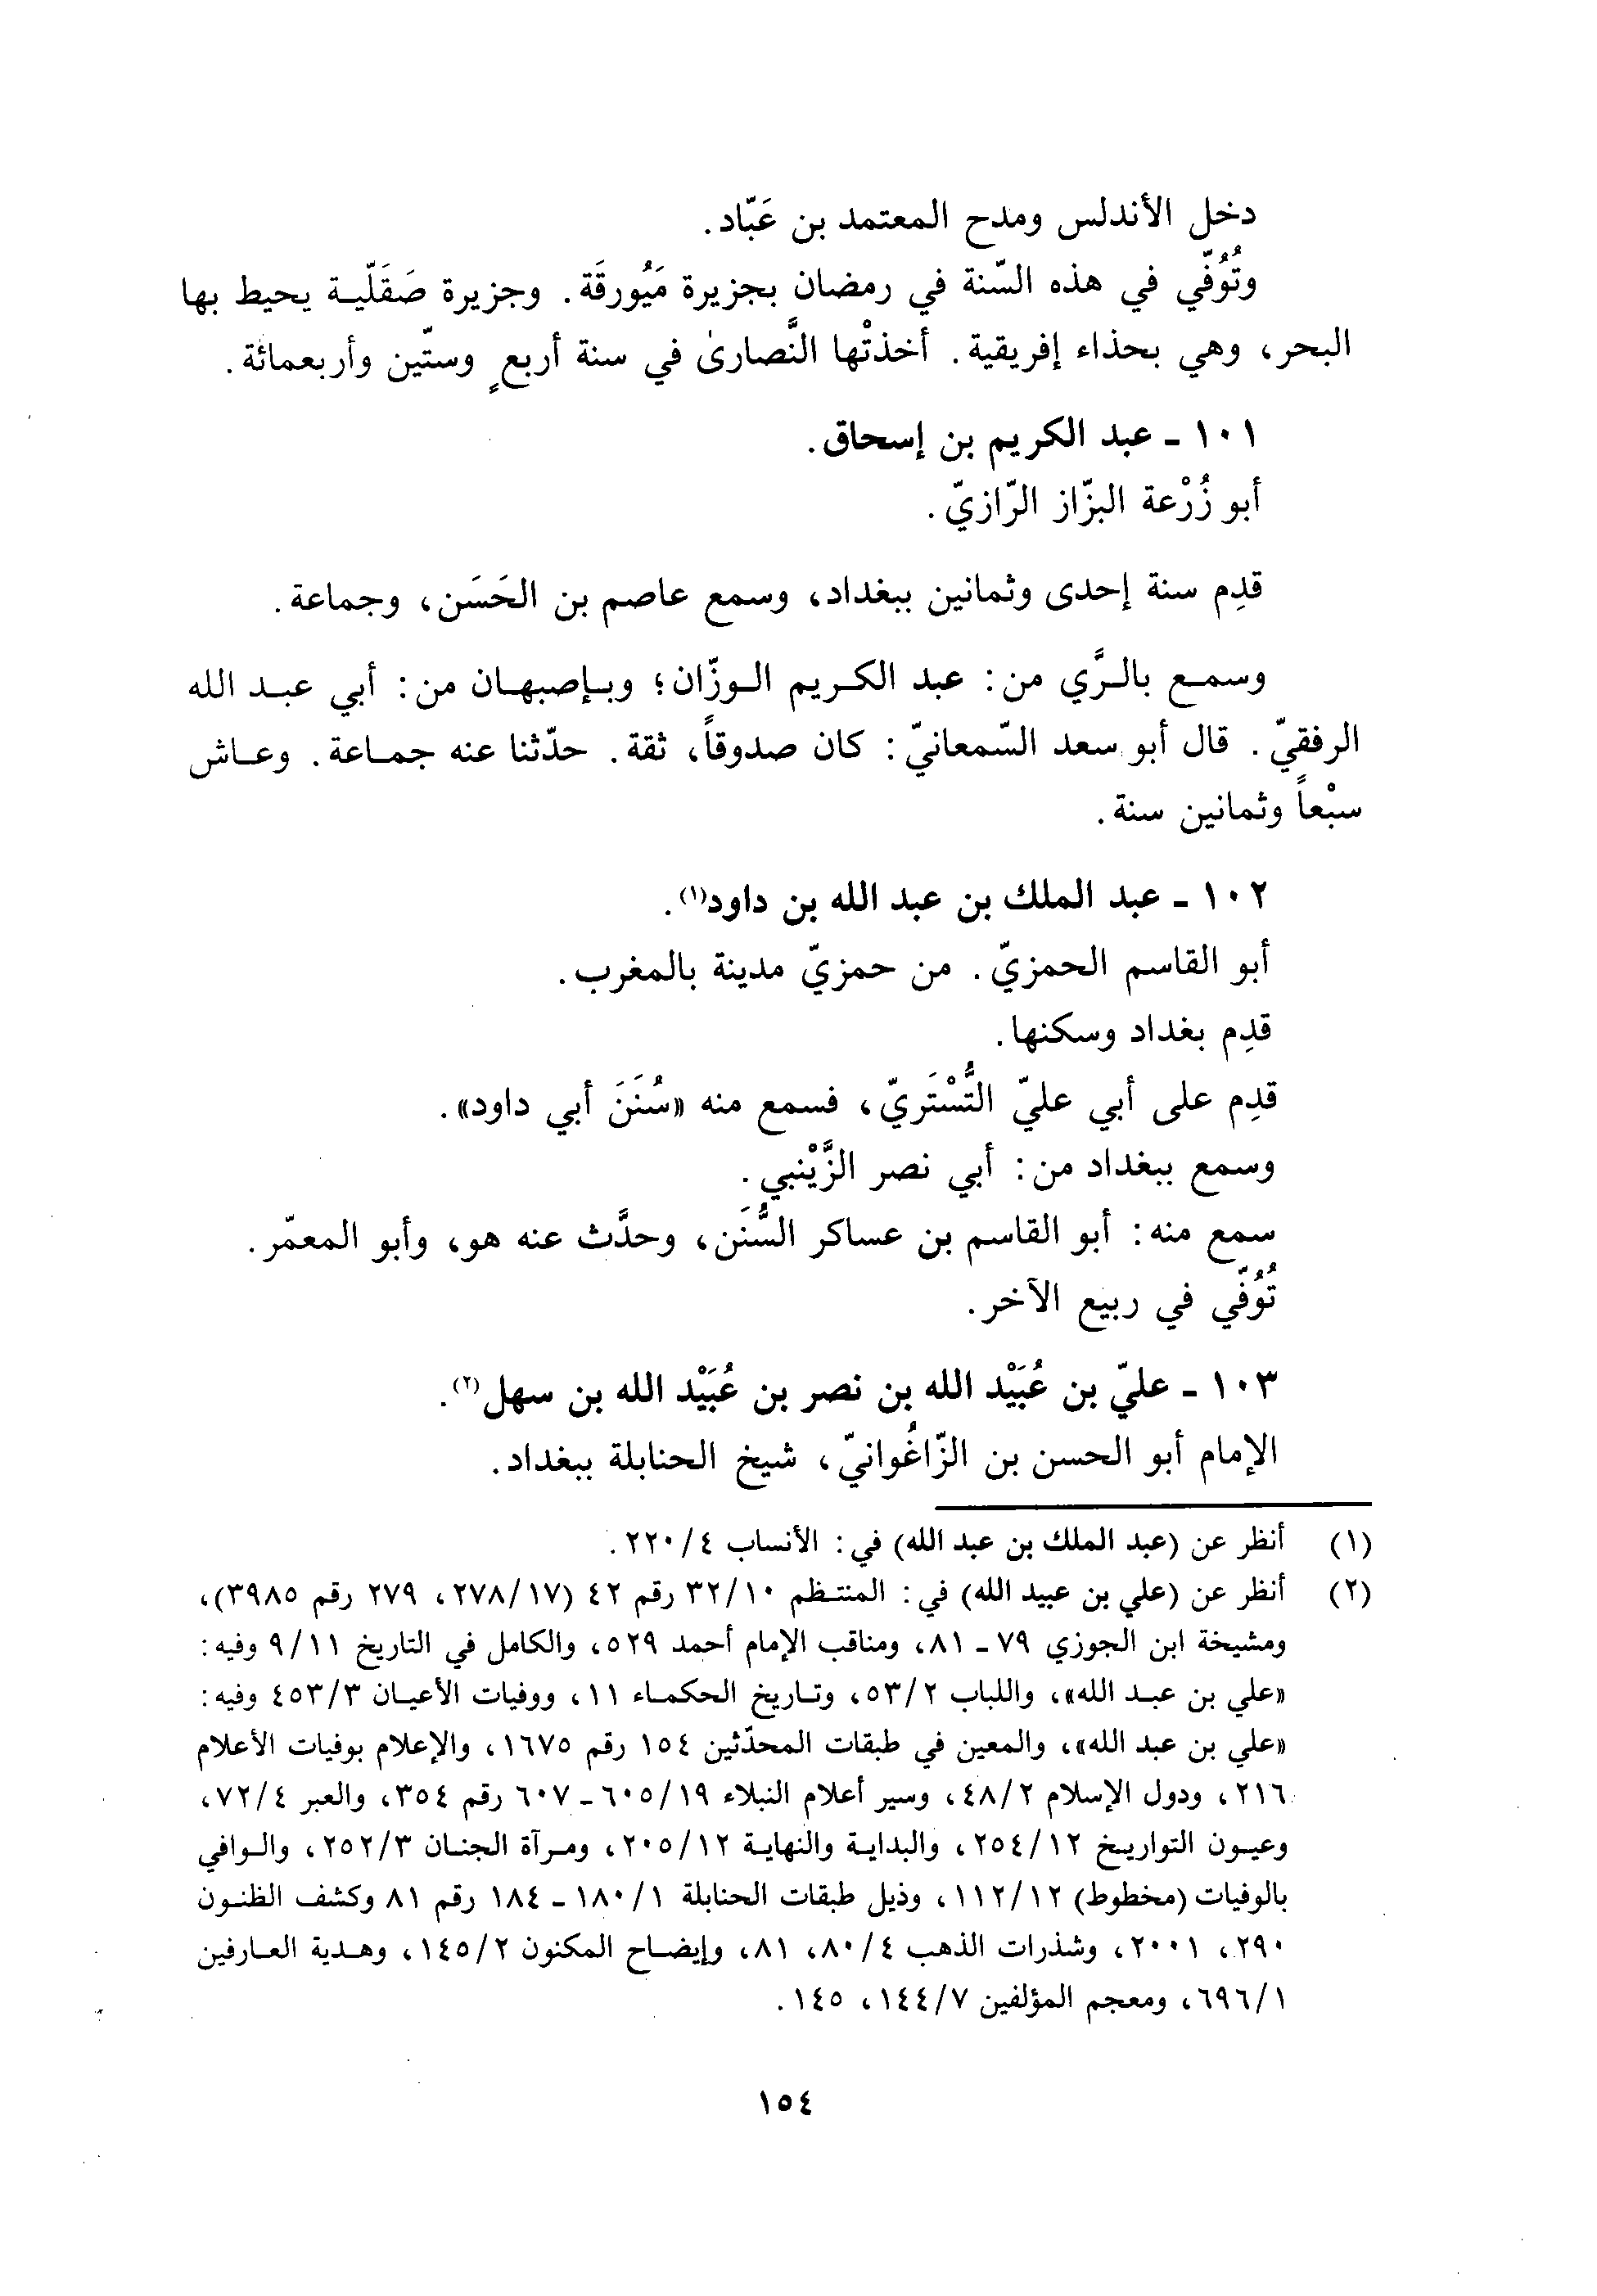 دخل الأندلس ومدح المعتمد بن عَبّاد.
وتُوُفّي في هذه السّنة في رمضان بجزيرة مَيُورقَة. وجزيرة صَقَلّية يحيط بها
البحر، وهي بحذاء إفريقية. أخذتْها النَّصارىٰ في سنة أربعٍ وستّين وأربعمائة.
١٠١ ـ عبد الكريم بن إسحاق.
أبو زُرْعة البزّاز الرّازيّ.
قدِم سنة إحدى وثمانين ببغداد، وسمع عاصم بن الحَسَن، وجماعة.
وسمع بالرَّي من: عبد الكريم الوزّان؛ وبإصبهان من: أبي عبد الله
الرفقيّ. قال أبو سعد السّمعانيّ: كان صدوقاً، ثقة. حدّثنا عنه جماعة. وعاش
سبْعاً وثمانين سنة.
١٠٢ ـ عبد الملك بن عبد الله بن داود(١).
أبو القاسم الحمزيّ. من حمزيّ مدينة بالمغرب.
قدِم بغداد وسكنها.
قدِم على أبي عليّ التُّسْتَريّ، فسمع منه «سُنَنَ أبي داود».
وسمع ببغداد من: أبي نصر الزَّيْنبي.
سمع منه: أبو القاسم بن عساكر السُّنَن، وحدَّث عنه هو، وأبو المعمّر.
تُوُفّي في ربيع الآخر.
١٠٣ ـ عليّ بن عُبَيْد الله بن نصر بن عُبَيْد الله بن سهل(٢).
الإمام أبو الحسن بن الزّاغُوانيّ، شيخ الحنابلة ببغداد.
(١) أنظر عن (عبد الملك بن عبد الله) في: الأنساب ٢٢٠/٤.
(٢) أنظر عن (علي بن عبيد الله) في: المنتظم ٣٢/١٠ رقم ٤٢ (٢٧٨/١٧، ٢٧٩ رقم ٣٩٨٥)،
ومشيخة ابن الجوزي ٧٩ ـ ٨١، ومناقب الإمام أحمد ٥٢٩، والكامل في التاريخ ٩/١١ وفيه:
«علي بن عبد الله»، واللباب ٥٣/٢، وتاريخ الحكماء ١١، ووفيات الأعيان ٤٥٣/٣ وفيه:
«علي بن عبد الله»، والمعين في طبقات المحدّثين ١٥٤ رقم ١٦٧٥، والإعلام بوفيات الأعلام
٢١٦، ودول الإسلام ٤٨/٢، وسير أعلام النبلاء ٦٠٥/١٩ ـ ٦٠٧ رقم ٣٥٤، والعبر ٧٢/٤،
وعيون التواريخ ٢٥٤/١٢، والبداية والنهاية ٢٠٥/١٢، ومرآة الجنان ٢٥٢/٣، والوافي
بالوفيات (مخطوط) ١١٢/١٢، وذيل طبقات الحنابلة ١٨٠/١ ـ ١٨٤ رقم ٨١ وكشف الظنون
٢٩٠، ٢٠٠١، وشذرات الذهب ٨٠/٤، ٨١، وإيضاح المكنون ١٤٥/٢، وهدية العارفين
٦٩٦/١، ومعجم المؤلفين ١٤٤/٧، ١٤٥.
١٥٤